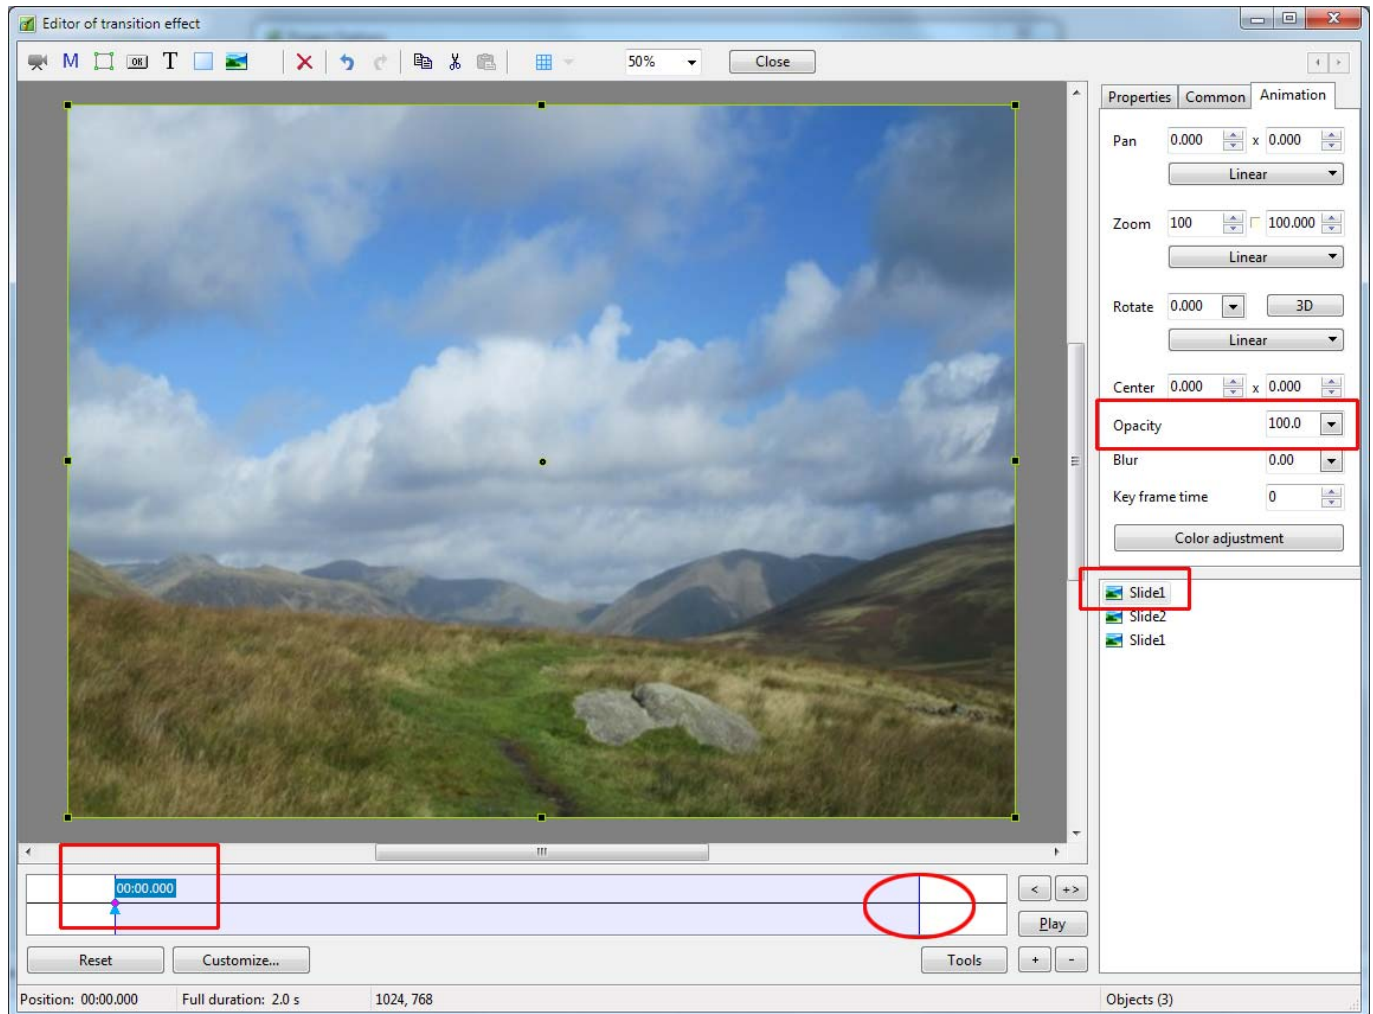 Editor of transition effect
M OK T 50% Close
Properties Common Animation
Pan 0.000 x 0.000
Linear
Zoom 100 100.000
Linear
Rotate 0.000 3D
Linear
Center 0.000 x 0.000
Opacity 100.0
Blur 0.00
Key frame time 0
Color adjustment
Slide1
Slide2
Slide1
00:00.000
< +>
Play
Reset Customize... Tools + -
Position: 00:00.000 Full duration: 2.0 s 1024, 768 Objects (3)